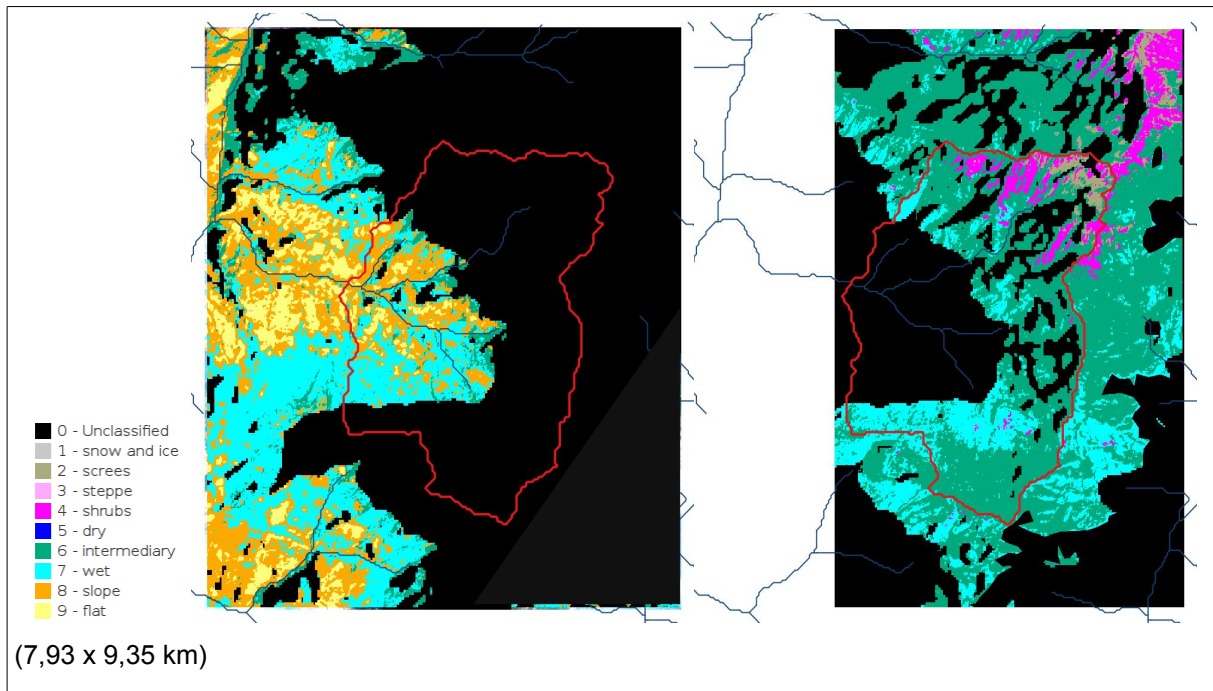 0 - Unclassified
1 - snow and ice
2 - screes
3 - steppe
4 - shrubs
5 - dry
6 - intermediary
7 - wet
8 - slope
9 - flat
(7,93 x 9,35 km)